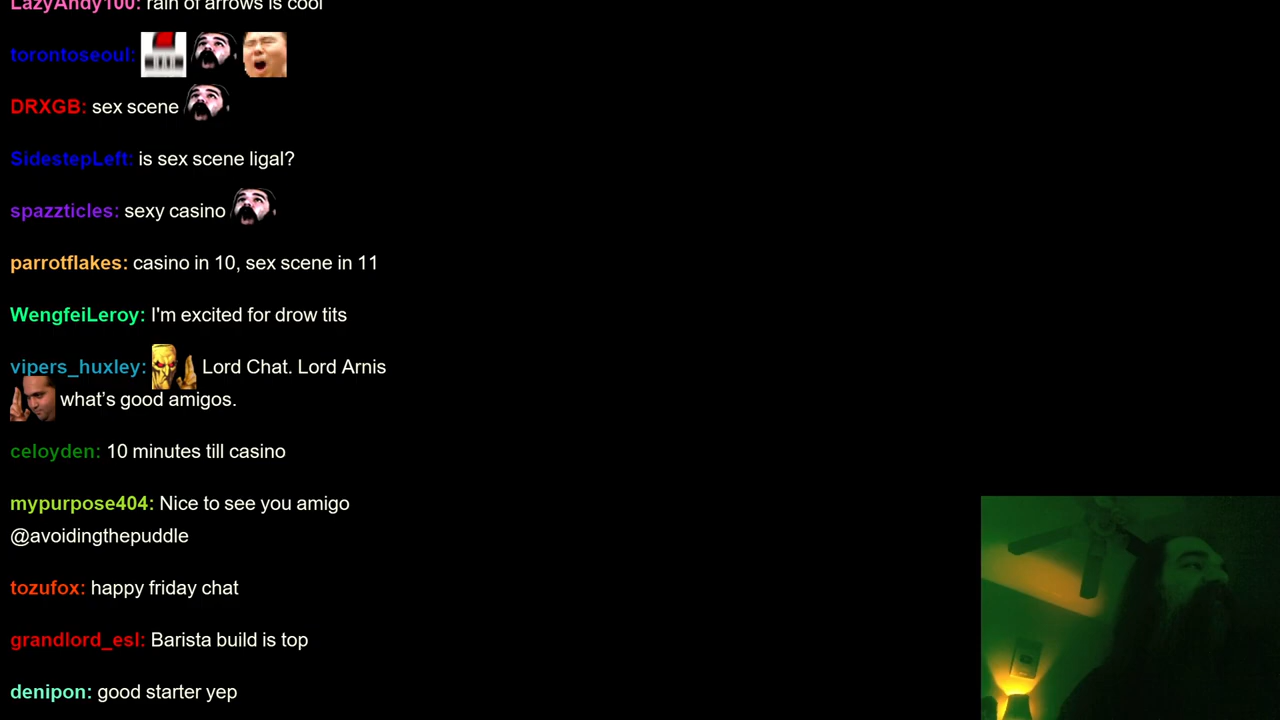 LazyAndy100: rain of arrows is cool
torontoseoul:
DRXGB: sex scene
SidestepLeft: is sex scene ligal?
spazzticles: sexy casino
parrotflakes: casino in 10, sex scene in 11
WengfeiLeroy: I'm excited for drow tits
vipers_huxley: Lord Chat. Lord Arnis
what's good amigos.
celoyden: 10 minutes till casino
mypurpose404: Nice to see you amigo
@avoidingthepuddle
tozufox: happy friday chat
grandlord_esl: Barista build is top
denipon: good starter yep